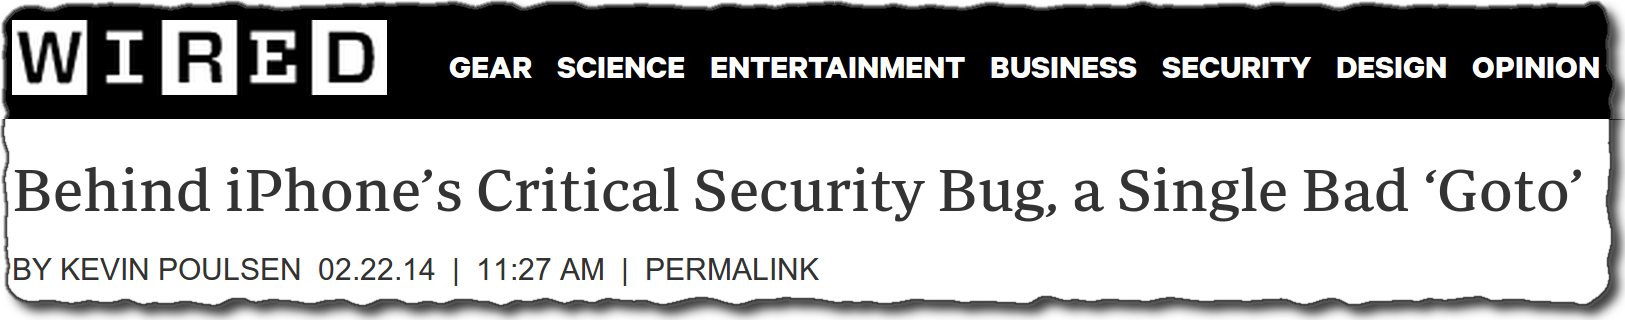 WIRED GEAR SCIENCE ENTERTAINMENT BUSINESS SECURITY DESIGN OPINION
Behind iPhone’s Critical Security Bug, a Single Bad ‘Goto’
BY KEVIN POULSEN 02.22.14 | 11:27 AM | PERMALINK